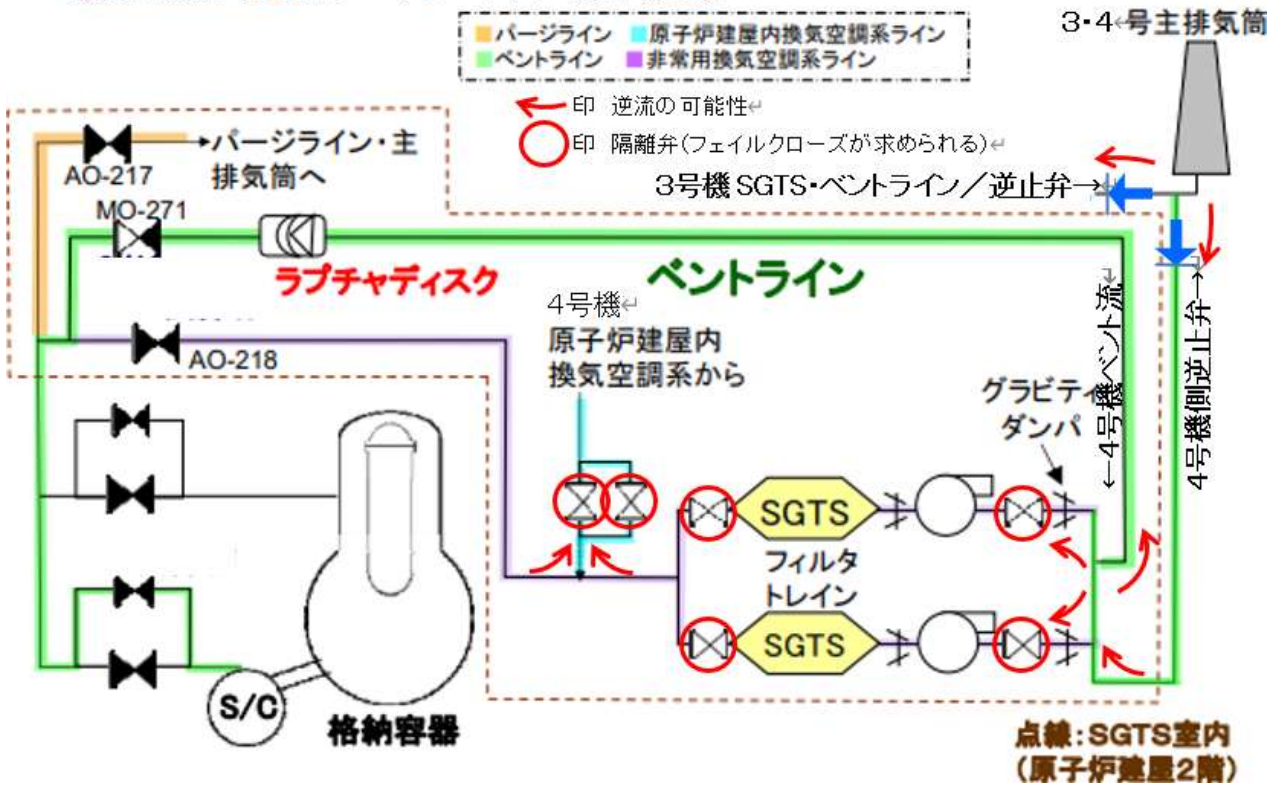 3・4号主排気筒
パージライン 原子炉建屋内換気空調系ライン
ベントライン 非常用換気空調系ライン
印 逆流の可能性↵
印 隔離弁(フェイルクローズが求められる)↵
3号機SGTS・ベントライン/逆止弁→
パージライン・主
排気筒へ
AO-217
MO-271
ラプチャディスク
ベントライン
AO-218
4号機↵
原子炉建屋内
換気空調系から
グラビティ
ダンパ
←4号機ベント流↵
4号機側逆止弁→
SGTS
フィルタ
トレイン
SGTS
S/C
格納容器
点線:SGTS室内
(原子炉建屋2階)